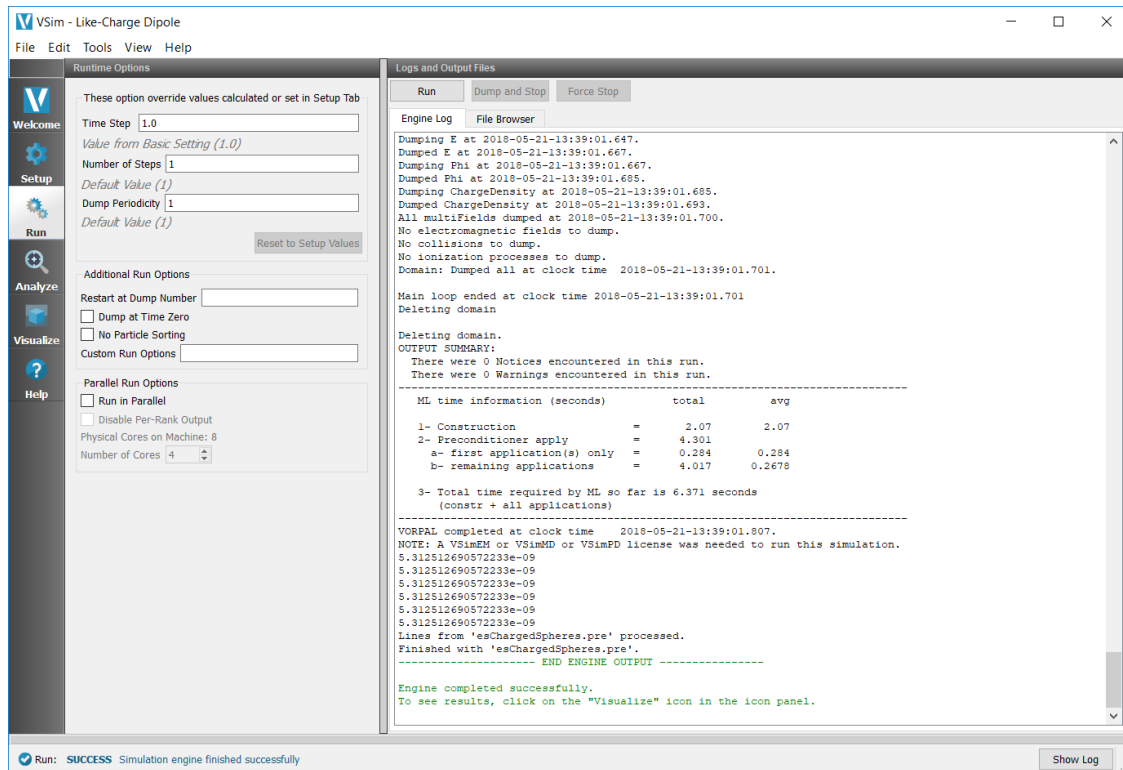 VSim - Like-Charge Dipole
File Edit Tools View Help
Welcome
Setup
Run
Analyze
Visualize
Help
Runtime Options
These option override values calculated or set in Setup Tab
Time Step 1.0
Value from Basic Setting (1.0)
Number of Steps 1
Default Value (1)
Dump Periodicity 1
Default Value (1)
Reset to Setup Values
Additional Run Options
Restart at Dump Number
Dump at Time Zero
No Particle Sorting
Custom Run Options
Parallel Run Options
Run in Parallel
Disable Per-Rank Output
Physical Cores on Machine: 8
Number of Cores 4
Logs and Output Files
Run Dump and Stop Force Stop
Engine Log File Browser
Dumping E at 2018-05-21-13:39:01.647.
Dumped E at 2018-05-21-13:39:01.667.
Dumping Phi at 2018-05-21-13:39:01.667.
Dumped Phi at 2018-05-21-13:39:01.685.
Dumping ChargeDensity at 2018-05-21-13:39:01.685.
Dumped ChargeDensity at 2018-05-21-13:39:01.693.
All multiFields dumped at 2018-05-21-13:39:01.700.
No electromagnetic fields to dump.
No collisions to dump.
No ionization processes to dump.
Domain: Dumped all at clock time 2018-05-21-13:39:01.701.
Main loop ended at clock time 2018-05-21-13:39:01.701
Deleting domain
Deleting domain.
OUTPUT SUMMARY:
There were 0 Notices encountered in this run.
There were 0 Warnings encountered in this run.
--------------------------------------------------------------------------
ML time information (seconds) total avg
1- Construction = 2.07 2.07
2- Preconditioner apply = 4.301
a- first application(s) only = 0.284 0.284
b- remaining applications = 4.017 0.2678
3- Total time required by ML so far is 6.371 seconds
(constr + all applications)
--------------------------------------------------------------------------
VORPAL completed at clock time 2018-05-21-13:39:01.807.
NOTE: A VSimEM or VSimMD or VSimPD license was needed to run this simulation.
5.312512690572233e-09
5.312512690572233e-09
5.312512690572233e-09
5.312512690572233e-09
5.312512690572233e-09
5.312512690572233e-09
Lines from 'esChargedSpheres.pre' processed.
Finished with 'esChargedSpheres.pre'.
-------------------- END ENGINE OUTPUT ---------------
Engine completed successfully.
To see results, click on the "Visualize" icon in the icon panel.
Run: SUCCESS Simulation engine finished successfully
Show Log